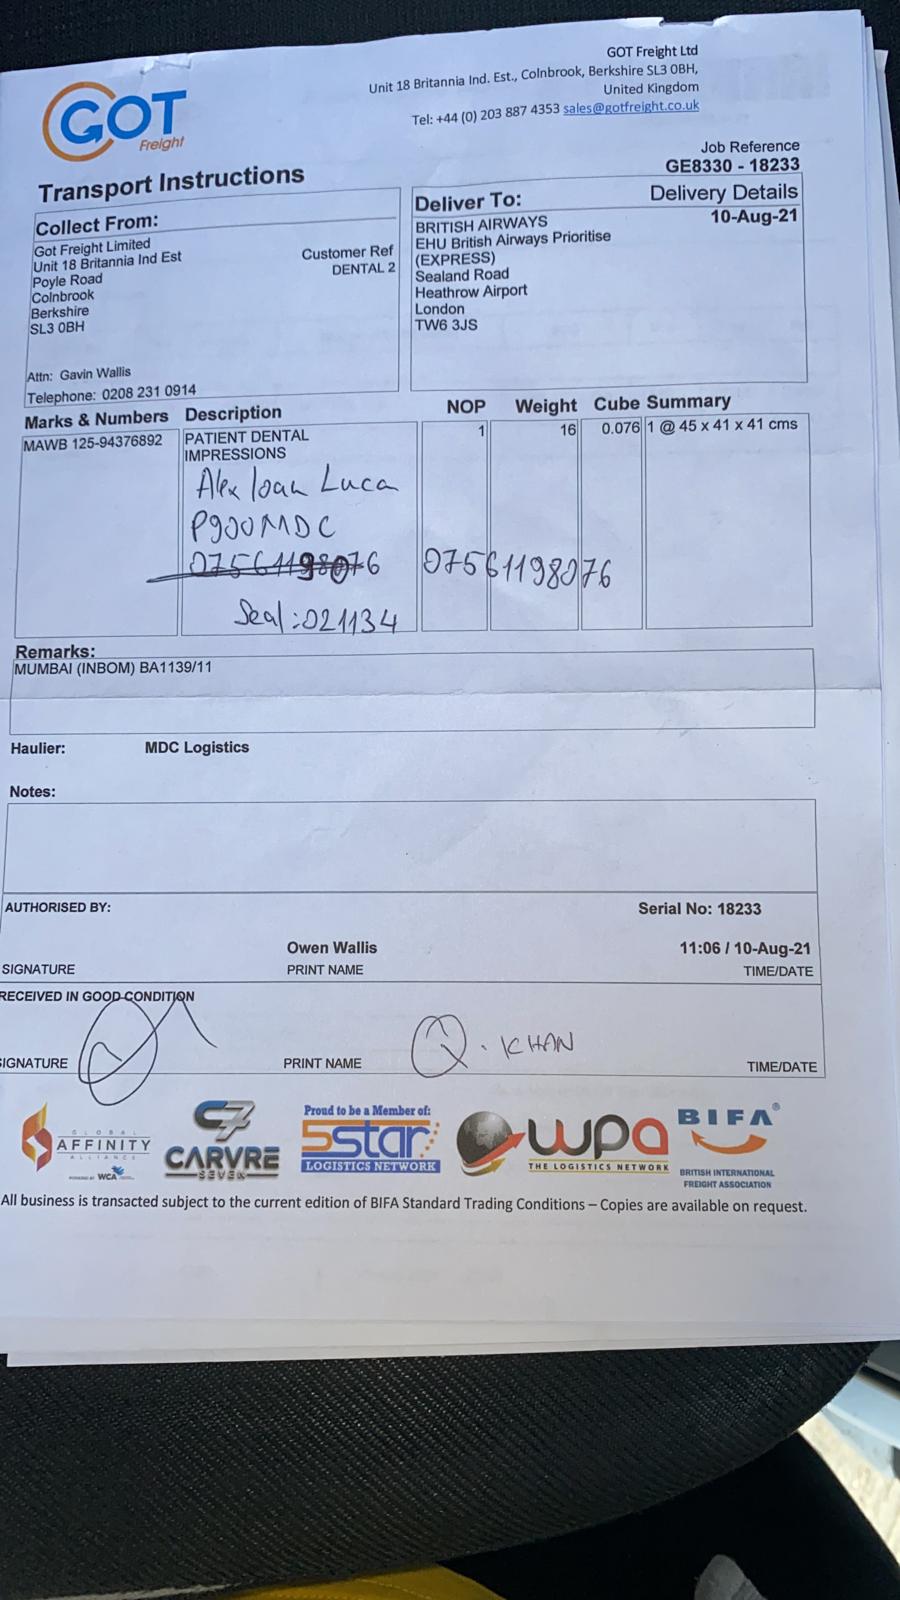 GOT
Freight
GOT Freight Ltd
Unit 18 Britannia Ind. Est., Colnbrook, Berkshire SL3 0BH,
United Kingdom
Tel: +44 (0) 203 887 4353 sales@gotfreight.co.uk
Job Reference
GE8330 - 18233
Transport Instructions
Collect From:
Got Freight Limited
Unit 18 Britannia Ind Est
Poyle Road
Colnbrook
Berkshire
SL3 0BH
Customer Ref
DENTAL 2
Attn: Gavin Wallis
Telephone: 0208 231 0914
Deliver To:
Delivery Details
10-Aug-21
BRITISH AIRWAYS
EHU British Airways Prioritise
(EXPRESS)
Sealand Road
Heathrow Airport
London
TW6 3JS
Marks & Numbers Description NOP Weight Cube Summary
MAWB 125-94376892 PATIENT DENTAL 1 16 0.076 1 @ 45 x 41 x 41 cms
IMPRESSIONS
Alex Ioan Luca
P900MDC
07561198076 07561198076
Seal:021134
Remarks:
MUMBAI (INBOM) BA1139/11
Haulier: MDC Logistics
Notes:
AUTHORISED BY: Serial No: 18233
Owen Wallis 11:06 / 10-Aug-21
SIGNATURE PRINT NAME TIME/DATE
RECEIVED IN GOOD CONDITION
SIGNATURE PRINT NAME Q. KHAN TIME/DATE
GLOBAL
AFFINITY
ALLIANCE
POWERED BY WCA
C7
CARVRE
SEVEN
Proud to be a Member of:
5star
LOGISTICS NETWORK
wpa
THE LOGISTICS NETWORK
BIFA®
BRITISH INTERNATIONAL
FREIGHT ASSOCIATION
All business is transacted subject to the current edition of BIFA Standard Trading Conditions – Copies are available on request.